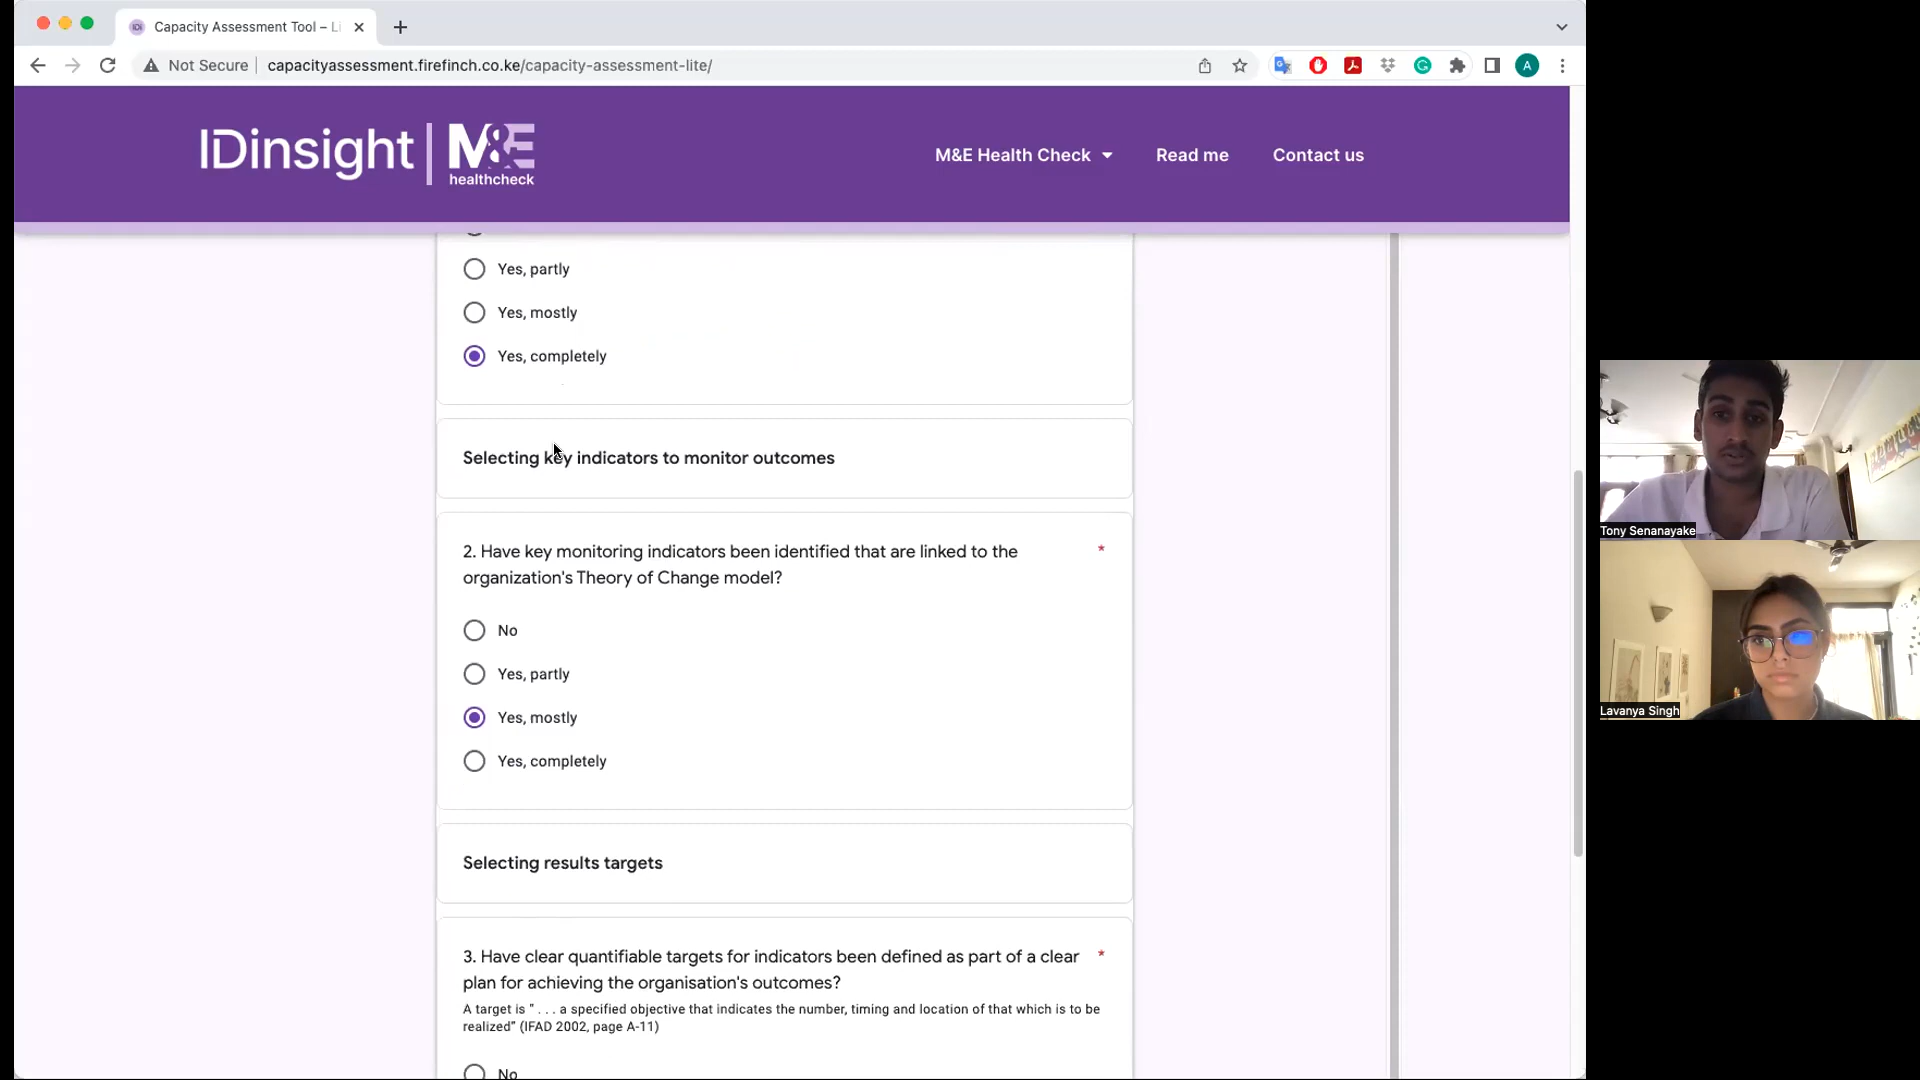 Capacity Assessment Tool – Li
Not Secure
capacityassessment.firefinch.co.ke/capacity-assessment-lite/
A
IDinsight
M&E
healthcheck
M&E Health Check
Read me
Contact us
Yes, partly
Yes, mostly
Yes, completely
Selecting key indicators to monitor outcomes
2. Have key monitoring indicators been identified that are linked to the
organization's Theory of Change model?
*
No
Yes, partly
Yes, mostly
Yes, completely
Selecting results targets
3. Have clear quantifiable targets for indicators been defined as part of a clear
plan for achieving the organisation's outcomes?
*
A target is " . . . a specified objective that indicates the number, timing and location of that which is to be
realized” (IFAD 2002, page A-11)
No
Tony Senanayake
Lavanya Singh